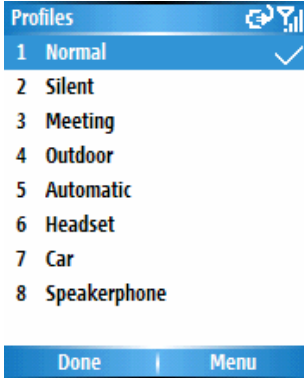 Profiles
1 Normal
2 Silent
3 Meeting
4 Outdoor
5 Automatic
6 Headset
7 Car
8 Speakerphone
Done Menu